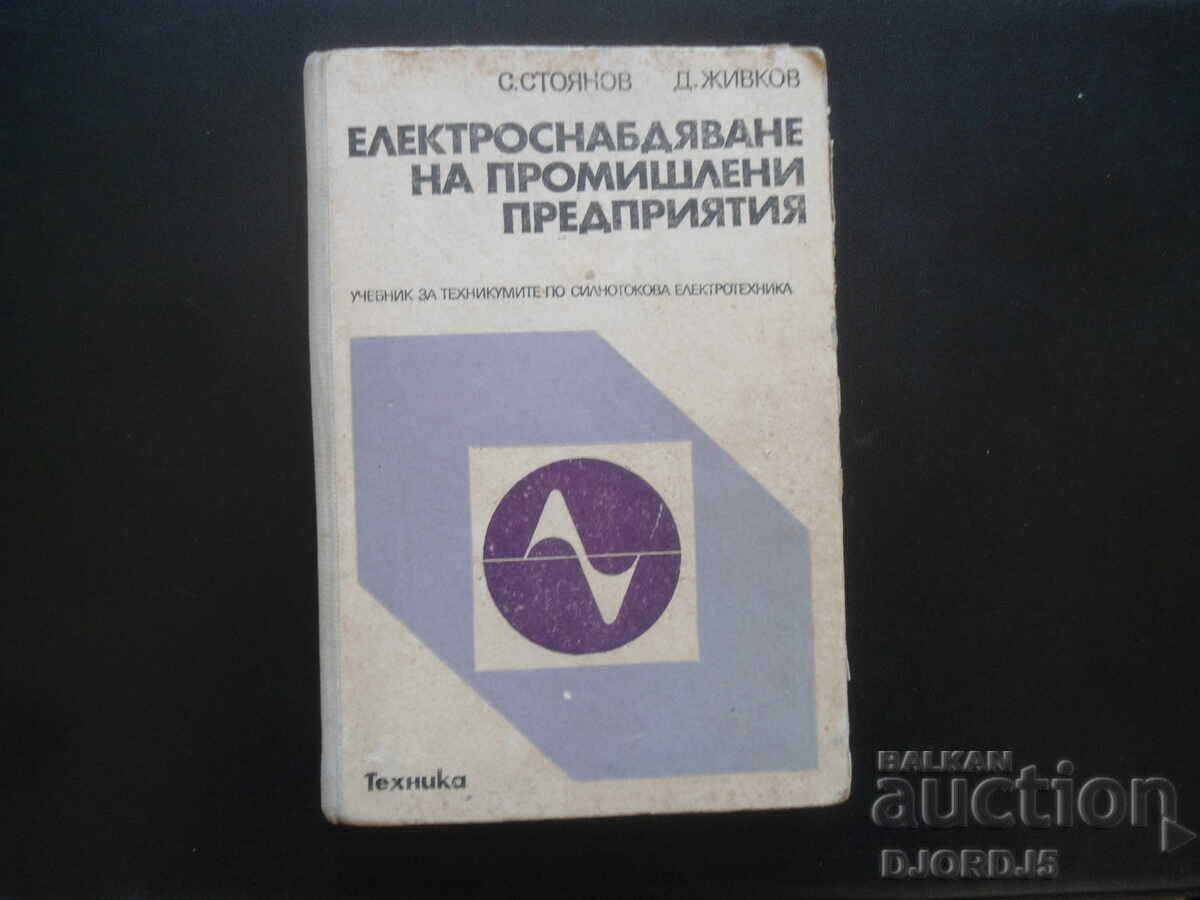 С. СТОЯНОВ Д. ЖИВКОВ
ЕЛЕКТРОСНАБДЯВАНЕ
НА ПРОМИШЛЕНИ
ПРЕДПРИЯТИЯ
УЧЕБНИК ЗА ТЕХНИКУМИТЕ ПО СИЛНОТОКОВА ЕЛЕКТРОТЕХНИКА
Техника
BALKAN
auction
DJORDJ5